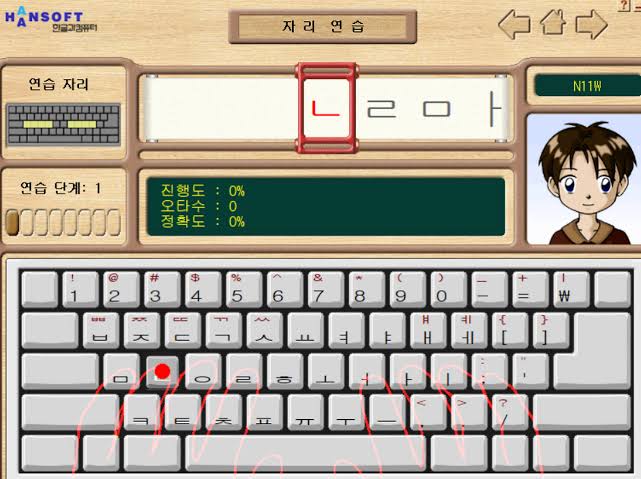 HANSOFT
한글과컴퓨터
자 리 연 습
?
연습 자리
ㄴ ㄹ ㅁ ㅏ
N11₩
연습 단계: 1
진행도 : 0%
오타수 : 0
정확도 : 0%
! @ # $ % ^ & * ( ) _ + |
1 2 3 4 5 6 7 8 9 0 - = ₩
ㅃ ㅉ ㄸ ㄲ ㅆ ㅒ ㅖ { }
ㅂ ㅈ ㄷ ㄱ ㅅ ㅛ ㅕ ㅑ ㅐ ㅔ [ ]
: "
ㅁ ㅇ ㄹ ㅎ ㅗ ㅓ ㅏ ㅣ ; '
< > ?
ㅋ ㅌ ㅊ ㅍ ㅠ ㅜ ㅡ , . /